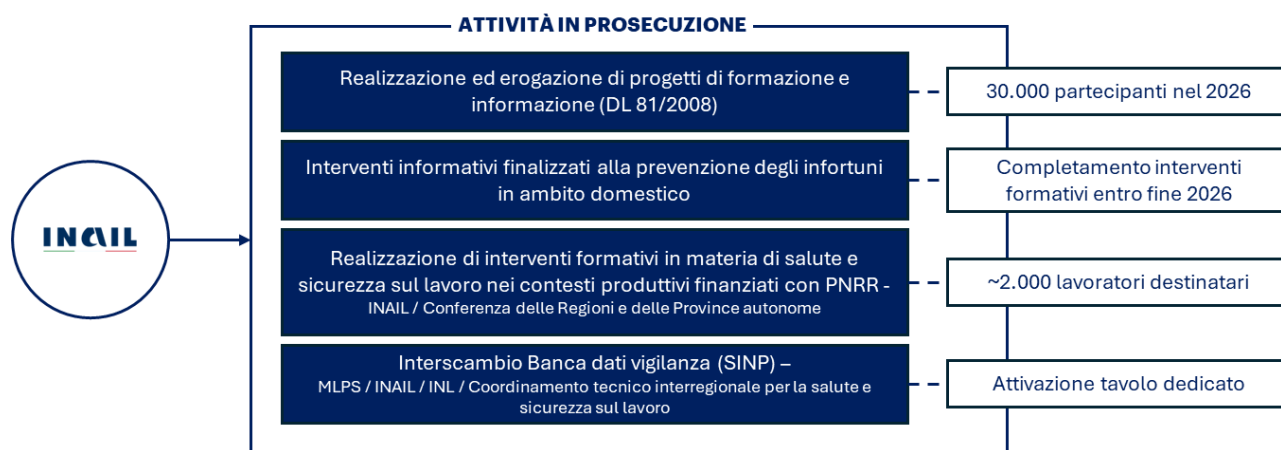 ATTIVITÀ IN PROSECUZIONE
Realizzazione ed erogazione di progetti di formazione e
informazione (DL 81/2008)
30.000 partecipanti nel 2026
Interventi informativi finalizzati alla prevenzione degli infortuni
in ambito domestico
Completamento interventi
formativi entro fine 2026
INAIL
Realizzazione di interventi formativi in materia di salute e
sicurezza sul lavoro nei contesti produttivi finanziati con PNRR -
INAIL / Conferenza delle Regioni e delle Province autonome
~2.000 lavoratori destinatari
Interscambio Banca dati vigilanza (SINP) –
MLPS / INAIL / INL / Coordinamento tecnico interregionale per la salute e
sicurezza sul lavoro
Attivazione tavolo dedicato